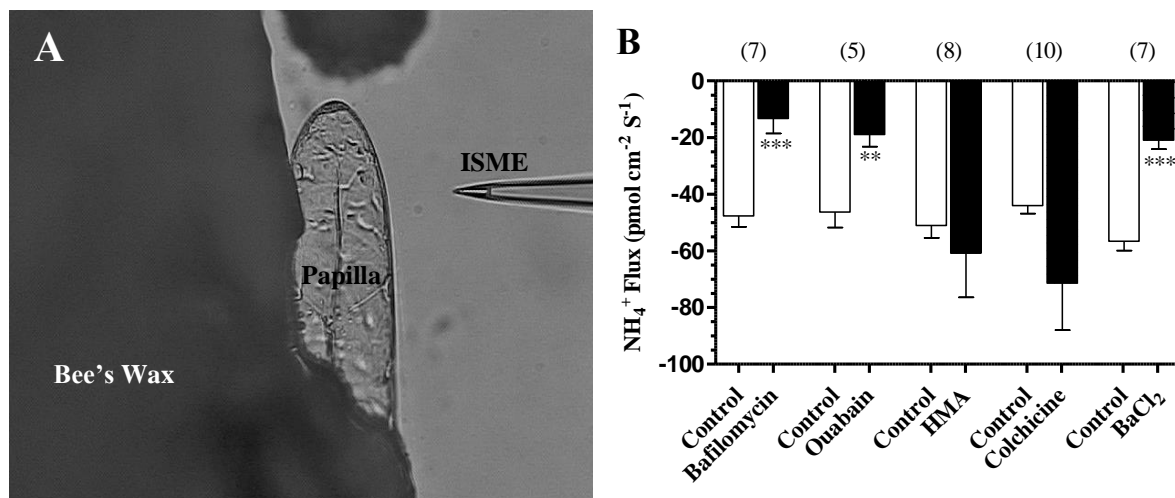 A
ISME
Papilla
Bee's Wax
B
(7) (5) (8) (10) (7)
0
-20
-40
-60
-80
-100
NH₄⁺ Flux (pmol cm⁻² S⁻¹)
***
**
***
Control
Bafilomycin
Control
Ouabain
Control
HMA
Control
Colchicine
Control
BaCl₂